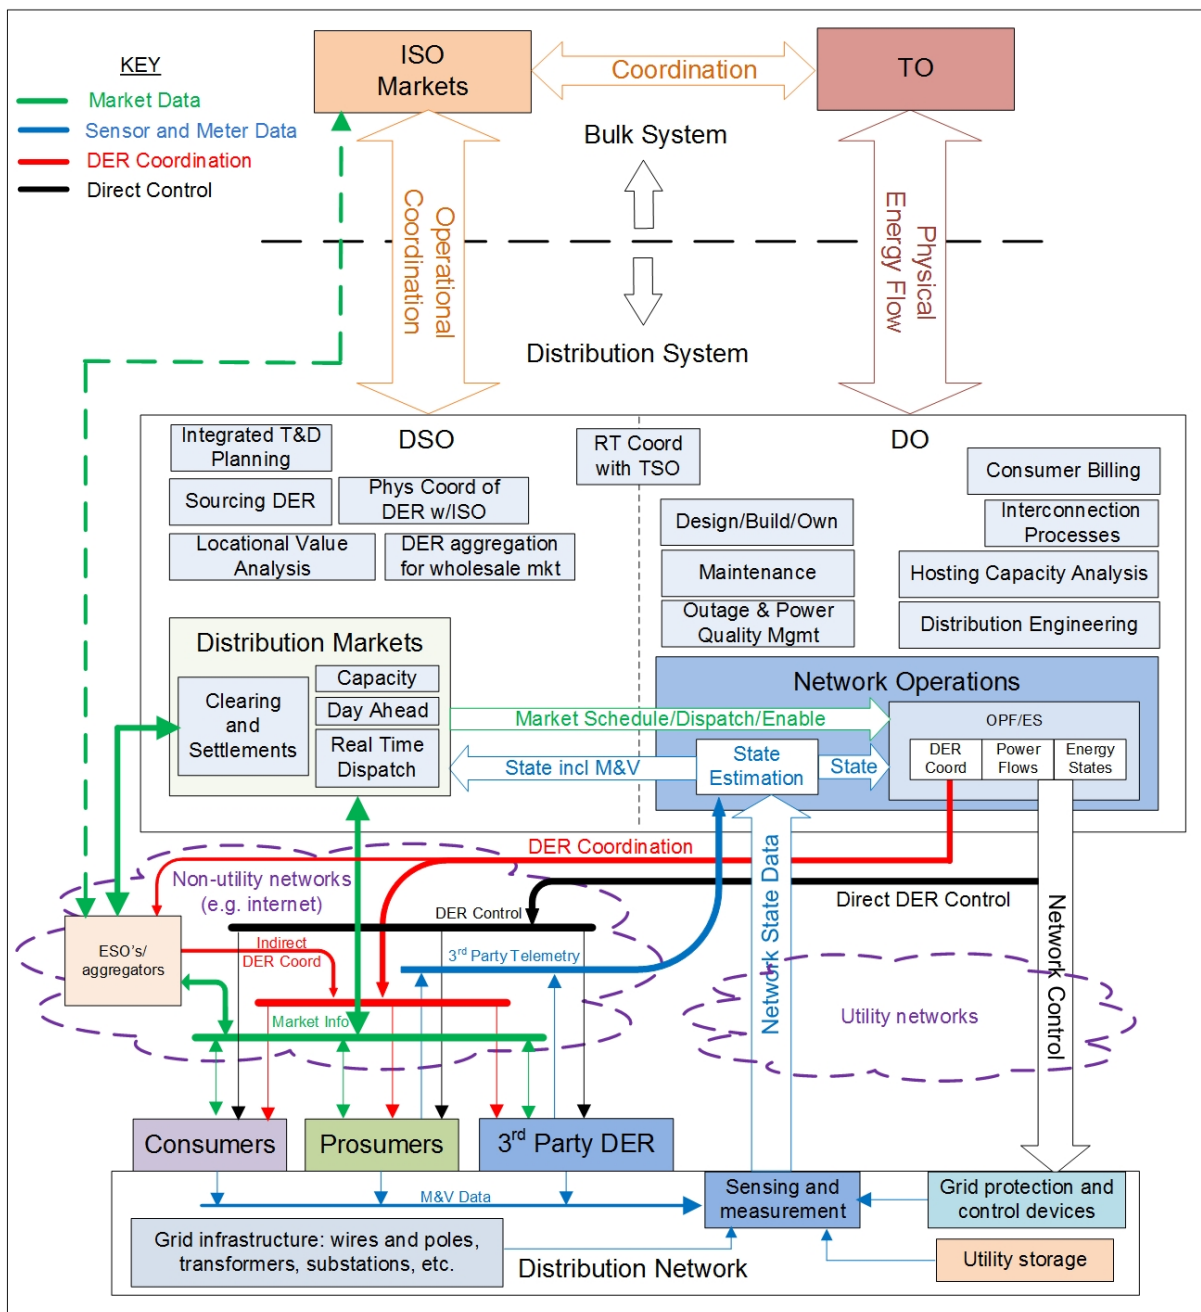 ISO
Markets
Coordination
TO
KEY
Market Data
Sensor and Meter Data
DER Coordination
Direct Control
Bulk System
Operational
Coordination
Physical
Energy Flow
Distribution System
DSO
DO
Integrated T&D
Planning
RT Coord
with TSO
Consumer Billing
Sourcing DER
Phys Coord of
DER w/ISO
Design/Build/Own
Interconnection
Processes
Locational Value
Analysis
DER aggregation
for wholesale mkt
Maintenance
Hosting Capacity Analysis
Outage & Power
Quality Mgmt
Distribution Engineering
Distribution Markets
Clearing
and
Settlements
Capacity
Day Ahead
Real Time
Dispatch
Network Operations
Market Schedule/Dispatch/Enable
OPF/ES
DER
Coord
Power
Flows
Energy
States
State incl M&V
State
Estimation
State
DER Coordination
Non-utility networks
(e.g. internet)
Direct DER Control
DER Control
ESO's/
aggregators
Indirect
DER Coord
3rd Party Telemetry
Market Info
Network State Data
Utility networks
Network Control
Consumers
Prosumers
3rd Party DER
M&V Data
Sensing and
measurement
Grid protection and
control devices
Grid infrastructure: wires and poles,
transformers, substations, etc.
Utility storage
Distribution Network